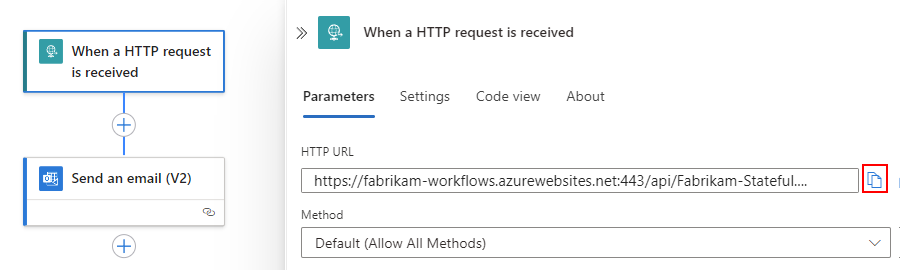 When a HTTP request
is received
Send an email (V2)
When a HTTP request is received
Parameters Settings Code view About
HTTP URL
https://fabrikam-workflows.azurewebsites.net:443/api/Fabrikam-Stateful....
Method
Default (Allow All Methods)